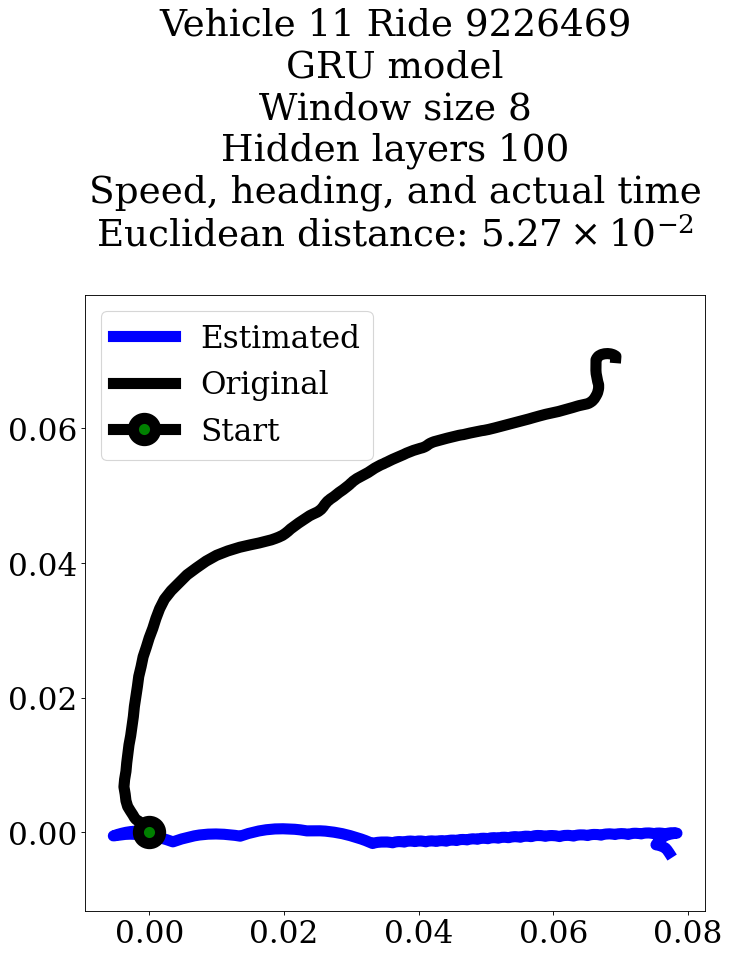 Vehicle 11 Ride 9226469
GRU model
Window size 8
Hidden layers 100
Speed, heading, and actual time
Euclidean distance: 5.27 × 10⁻²
Estimated
Original
Start
0.06
0.04
0.02
0.00
0.00 0.02 0.04 0.06 0.08